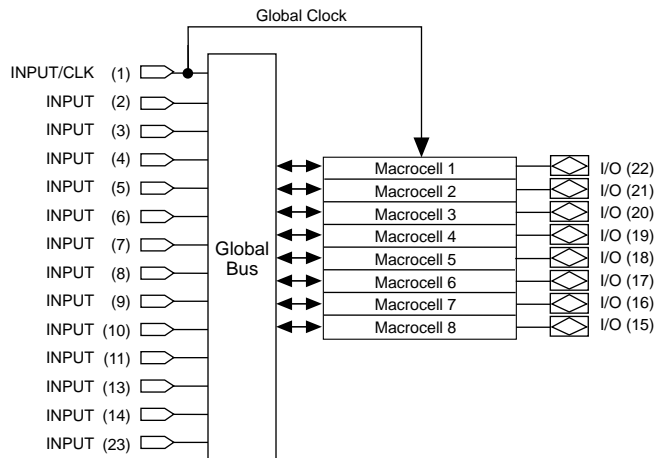 Global Clock
INPUT/CLK (1)
INPUT (2)
INPUT (3)
INPUT (4)
INPUT (5)
INPUT (6)
INPUT (7)
INPUT (8)
INPUT (9)
INPUT (10)
INPUT (11)
INPUT (13)
INPUT (14)
INPUT (23)
Global
Bus
Macrocell 1
Macrocell 2
Macrocell 3
Macrocell 4
Macrocell 5
Macrocell 6
Macrocell 7
Macrocell 8
I/O (22)
I/O (21)
I/O (20)
I/O (19)
I/O (18)
I/O (17)
I/O (16)
I/O (15)